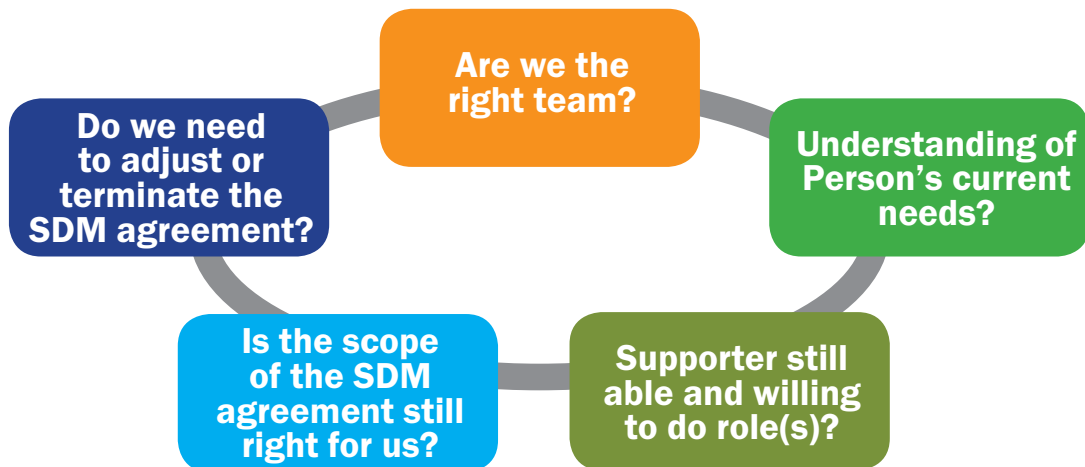 Are we the
right team?
Understanding of
Person’s current
needs?
Supporter still
able and willing
to do role(s)?
Is the scope
of the SDM
agreement still
right for us?
Do we need
to adjust or
terminate the
SDM agreement?